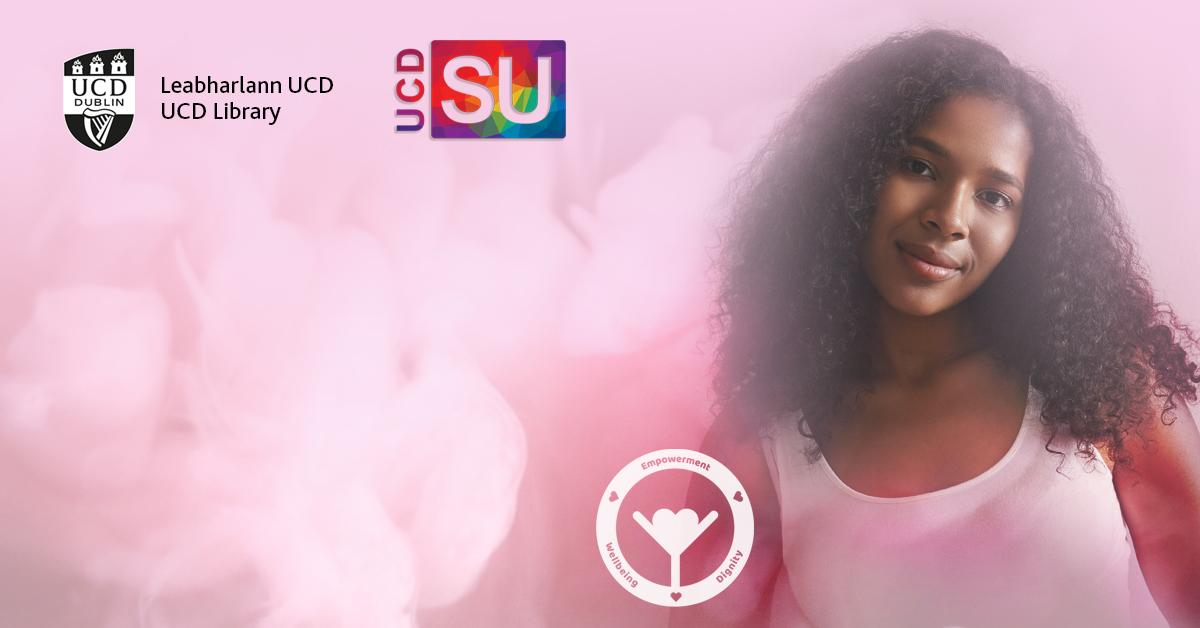 UCD
DUBLIN
Leabharlann UCD
UCD Library
UCD
SU
Empowerment
Wellbeing
Dignity